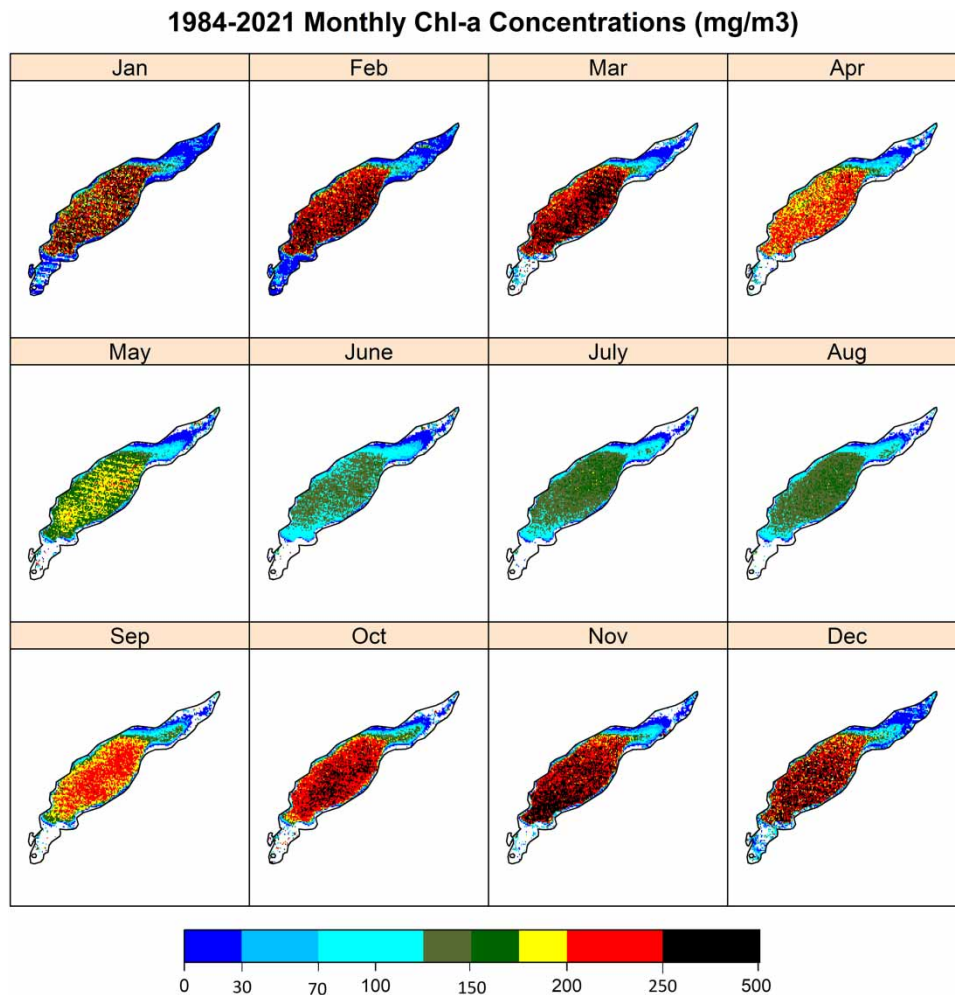 1984-2021 Monthly Chl-a Concentrations (mg/m3)
Jan Feb Mar Apr
May June July Aug
Sep Oct Nov Dec
0 30 70 100 150 200 250 500